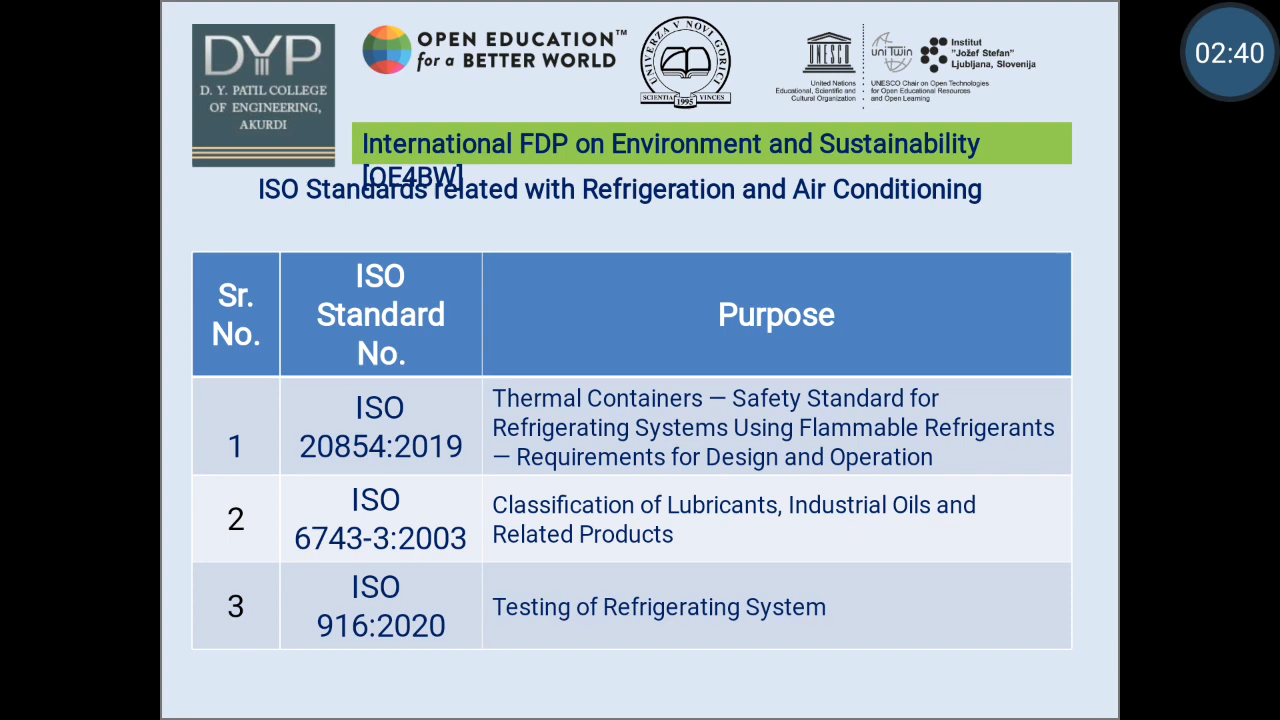 DYP
D. Y. PATIL COLLEGE
OF ENGINEERING,
AKURDI
OPEN EDUCATION™
for a BETTER WORLD
UNIVERZA V NOVI GORICI
SCIENTIA VINCES
1995
UNESCO
United Nations
Educational, Scientific and
Cultural Organization
uniTwin
Institut
"Jožef Stefan"
Ljubljana, Slovenija
UNESCO Chair on Open Technologies
for Open Educational Resources
and Open Learning
02:40
International FDP on Environment and Sustainability
[OE4BW]
ISO Standards related with Refrigeration and Air Conditioning
Sr.
No.
ISO
Standard
No.
Purpose
1
ISO
20854:2019
Thermal Containers — Safety Standard for
Refrigerating Systems Using Flammable Refrigerants
— Requirements for Design and Operation
2
ISO
6743-3:2003
Classification of Lubricants, Industrial Oils and
Related Products
3
ISO
916:2020
Testing of Refrigerating System